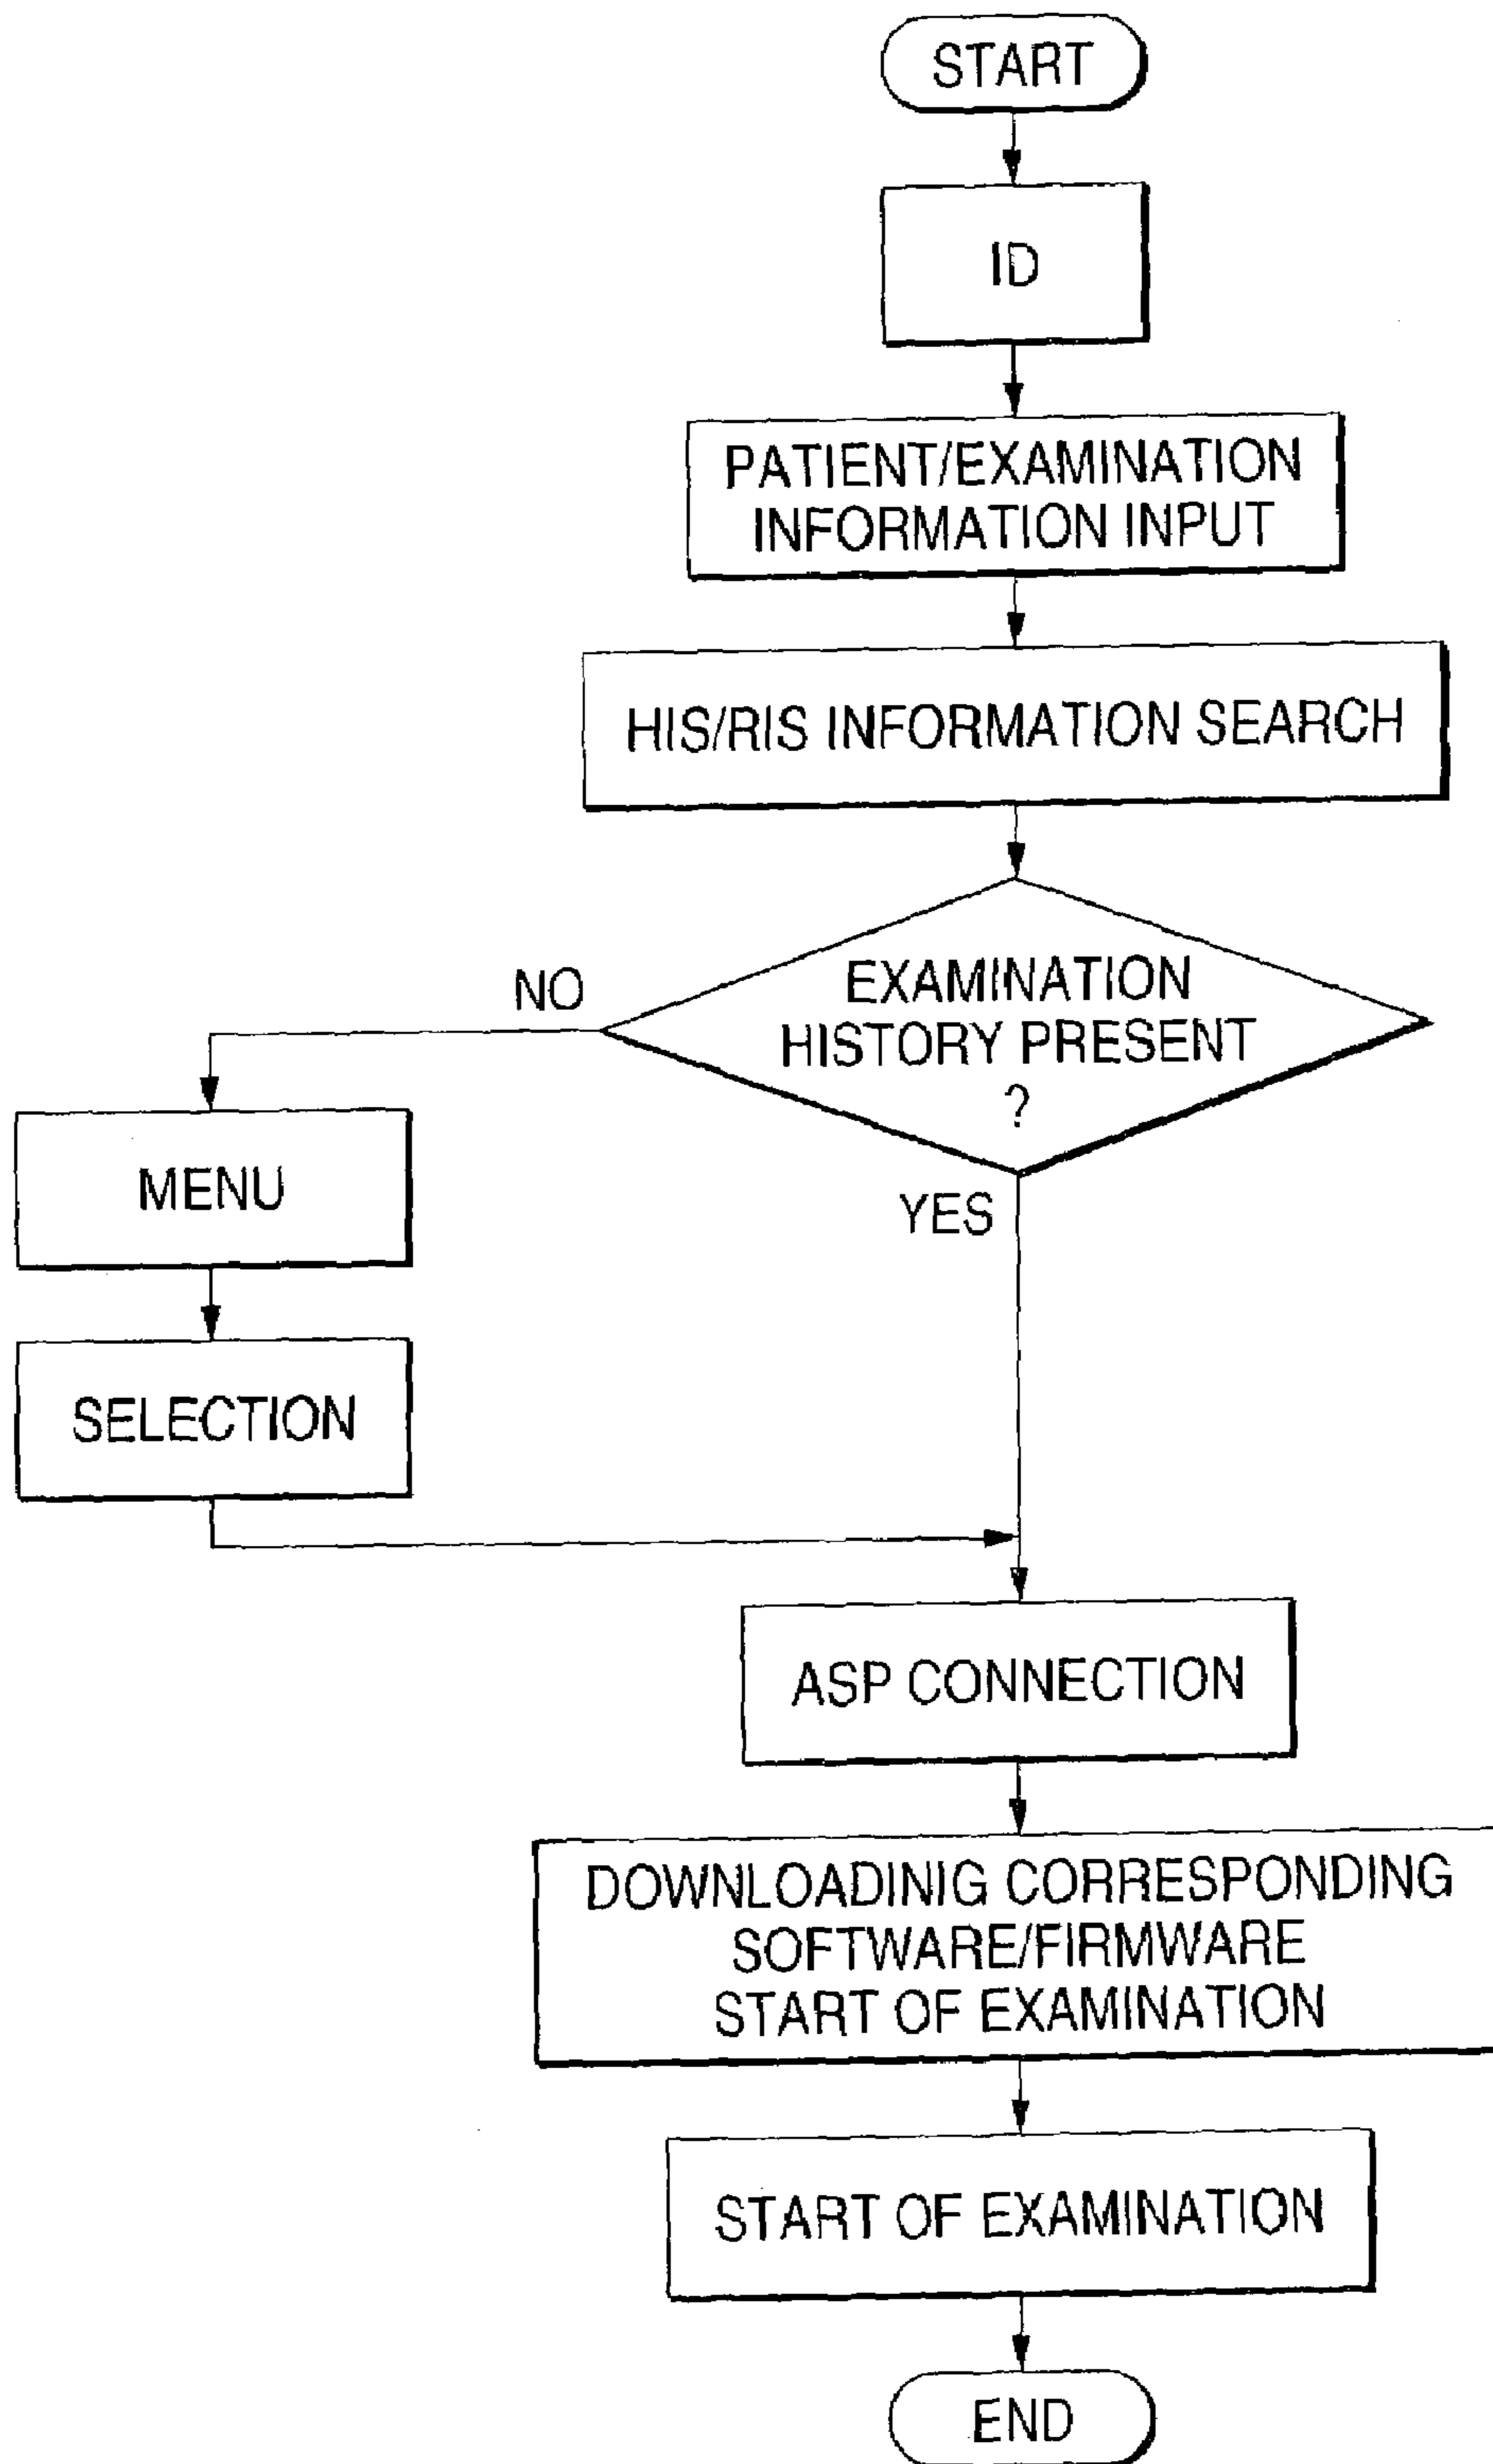 START
ID
PATIENT/EXAMINATION
INFORMATION INPUT
HIS/RIS INFORMATION SEARCH
EXAMINATION
HISTORY PRESENT
?
NO
YES
MENU
SELECTION
ASP CONNECTION
DOWNLOADINIG CORRESPONDING
SOFTWARE/FIRMWARE
START OF EXAMINATION
START OF EXAMINATION
END